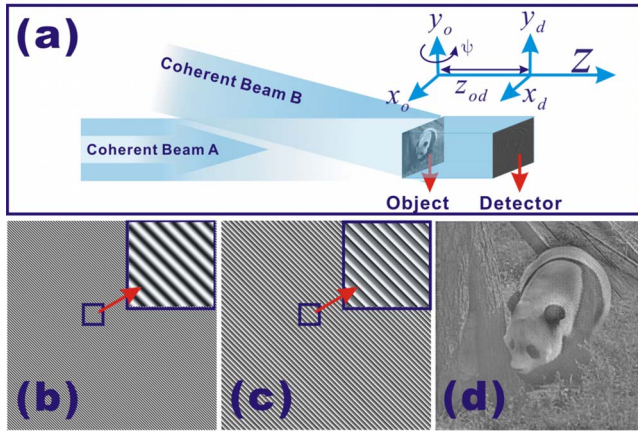 (a)
Coherent Beam B
Coherent Beam A
y_o
ψ
x_o
z_od
y_d
x_d
Z
Object
Detector
(b)
(c)
(d)